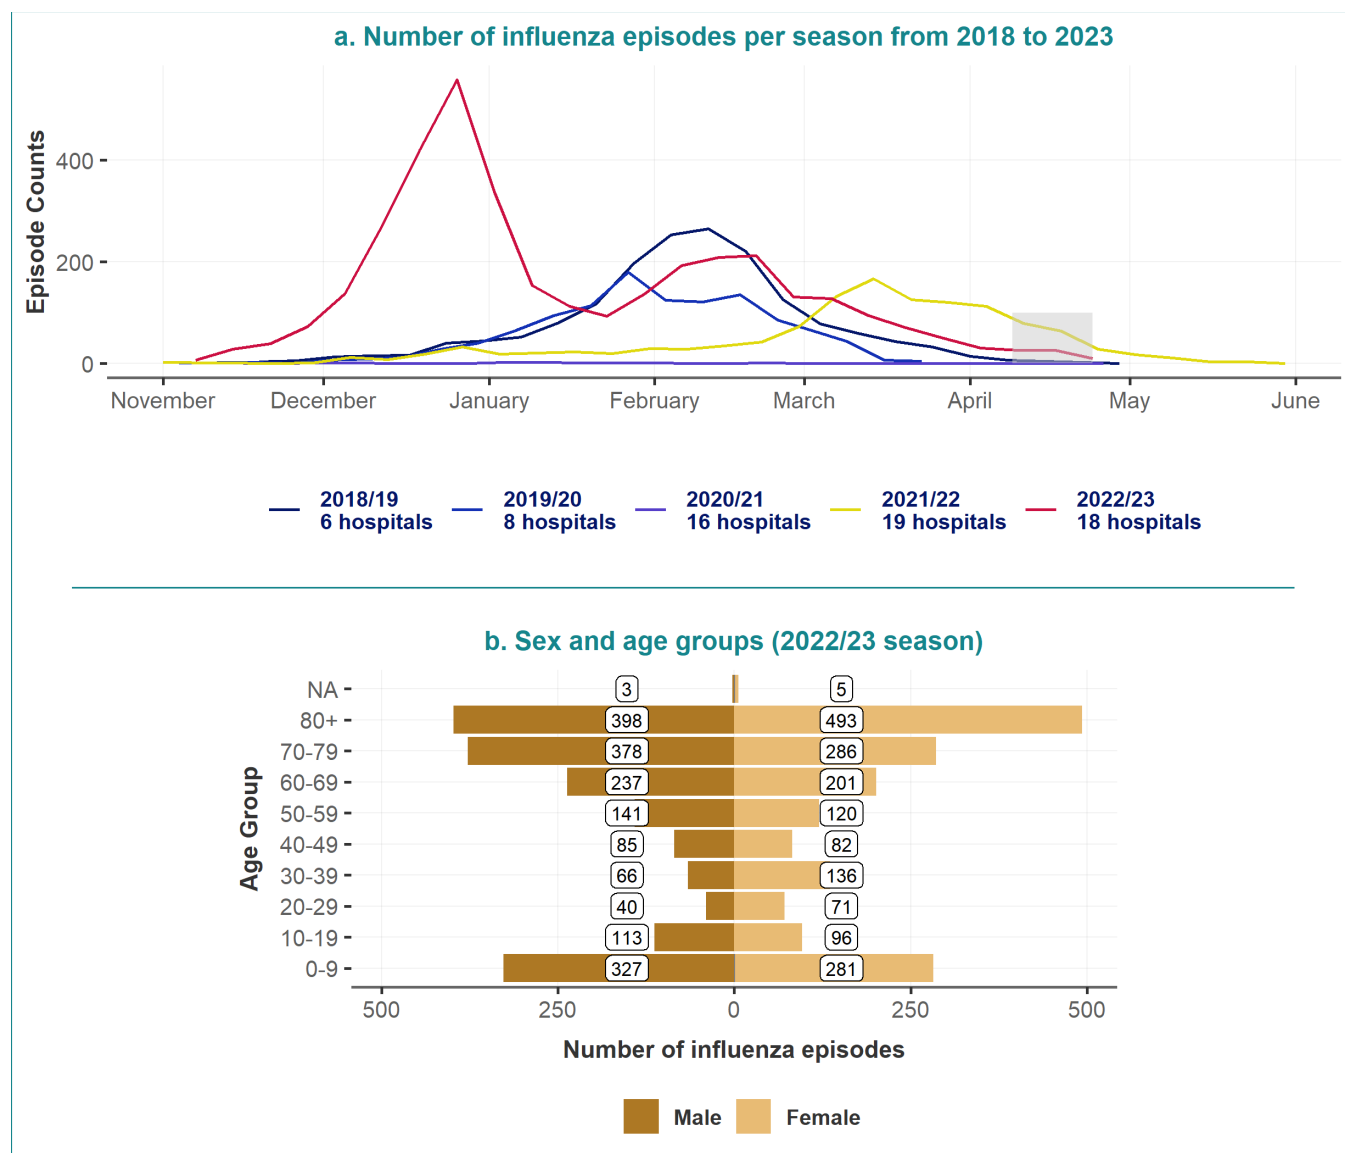 a. Number of influenza episodes per season from 2018 to 2023
Episode Counts
400
200
0
November December January February March April May June
2018/19 2019/20 2020/21 2021/22 2022/23
6 hospitals 8 hospitals 16 hospitals 19 hospitals 18 hospitals
b. Sex and age groups (2022/23 season)
Age Group
NA 3 5
80+ 398 493
70-79 378 286
60-69 237 201
50-59 141 120
40-49 85 82
30-39 66 136
20-29 40 71
10-19 113 96
0-9 327 281
500 250 0 250 500
Number of influenza episodes
Male Female